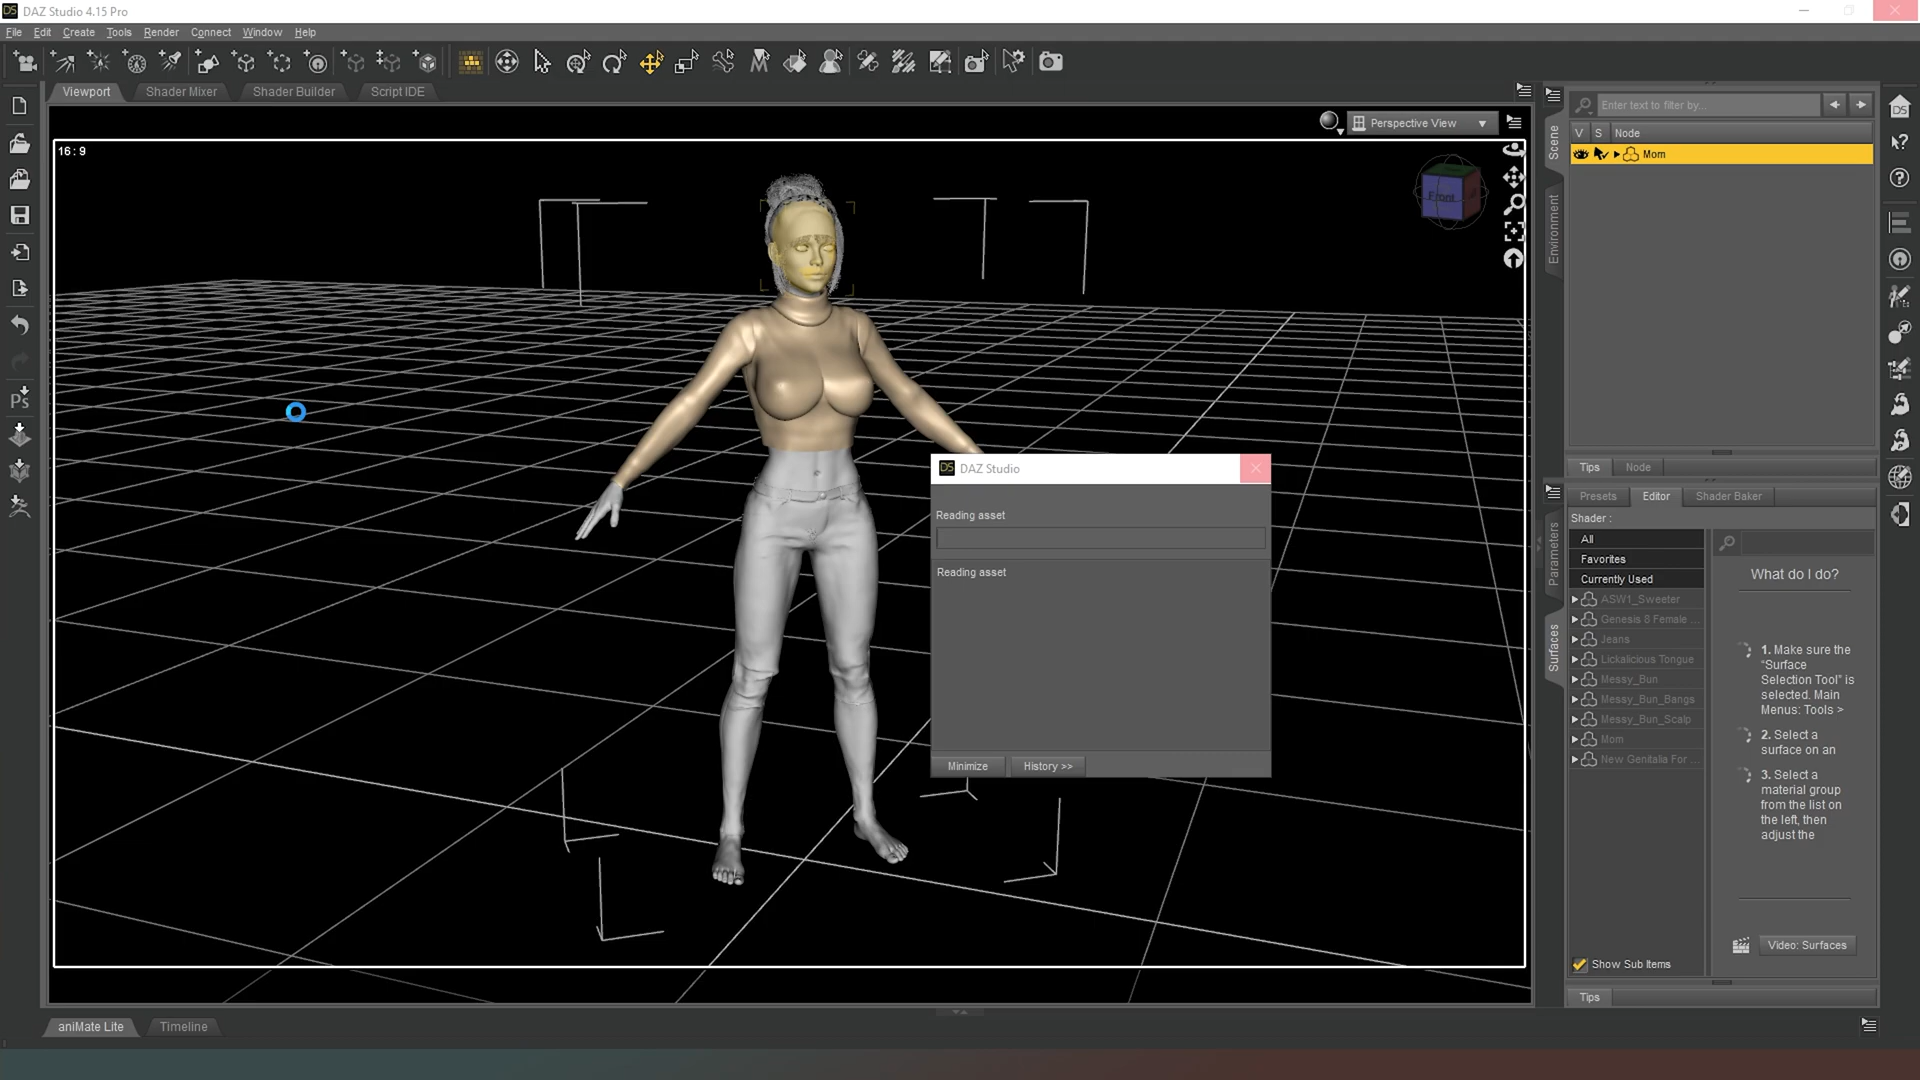 DAZ Studio 4.15 Pro
File Edit Create Tools Render Connect Window Help
Viewport Shader Mixer Shader Builder Script IDE
16 : 9
Perspective View
Front
Enter text to filter by...
V S Node
Mom
Scene
Environment
Tips Node
Presets Editor Shader Baker
Shader :
Parameters
Surfaces
All
Favorites
Currently Used
ASW1_Sweeter
Genesis 8 Female ...
Jeans
Lickalicious Tongue
Messy_Bun
Messy_Bun_Bangs
Messy_Bun_Scalp
Mom
New Genitalia For ...
Show Sub Items
What do I do?
1. Make sure the
"Surface
Selection Tool" is
selected. Main
Menus: Tools >
2. Select a
surface on an
3. Select a
material group
from the list on
the left, then
adjust the
Video: Surfaces
Tips
DAZ Studio
Reading asset
Reading asset
Minimize History >>
aniMate Lite Timeline
Ps
DS